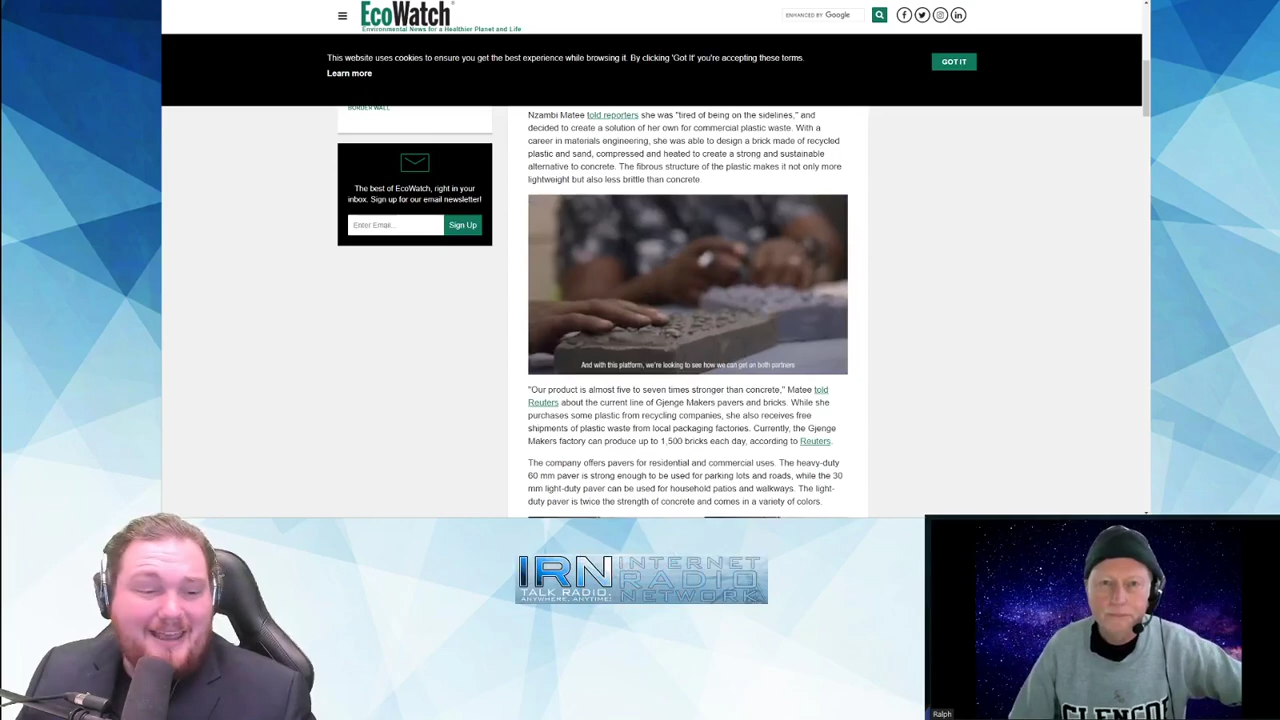 EcoWatch®
Environmental News for a Healthier Planet and Life
ENHANCED BY Google
This website uses cookies to ensure you get the best experience while browsing it. By clicking 'Got It' you're accepting these terms.
Learn more
GOT IT
BORDER WALL
The best of EcoWatch, right in your
inbox. Sign up for our email newsletter!
Enter Email...
Sign Up
Nzambi Matee told reporters she was "tired of being on the sidelines," and
decided to create a solution of her own for commercial plastic waste. With a
career in materials engineering, she was able to design a brick made of recycled
plastic and sand, compressed and heated to create a strong and sustainable
alternative to concrete. The fibrous structure of the plastic makes it not only more
lightweight but also less brittle than concrete.
And with this platform, we're looking to see how we can get on both partners
"Our product is almost five to seven times stronger than concrete," Matee told
Reuters about the current line of Gjenge Makers pavers and bricks. While she
purchases some plastic from recycling companies, she also receives free
shipments of plastic waste from local packaging factories. Currently, the Gjenge
Makers factory can produce up to 1,500 bricks each day, according to Reuters.
The company offers pavers for residential and commercial uses. The heavy-duty
60 mm paver is strong enough to be used for parking lots and roads, while the 30
mm light-duty paver can be used for household patios and walkways. The light-
duty paver is twice the strength of concrete and comes in a variety of colors.
IRN INTERNET
RADIO
NETWORK
TALK RADIO.
ANYWHERE, ANYTIME.
GLENCOE
Ralph